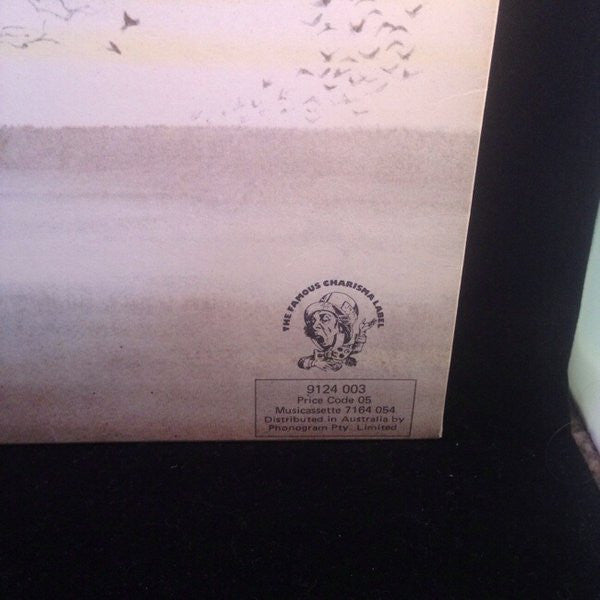 THE FAMOUS CHARISMA LABEL
9124 003
Price Code 05
Musicassette 7164 054
Distributed in Australia by
Phonogram Pty. Limited